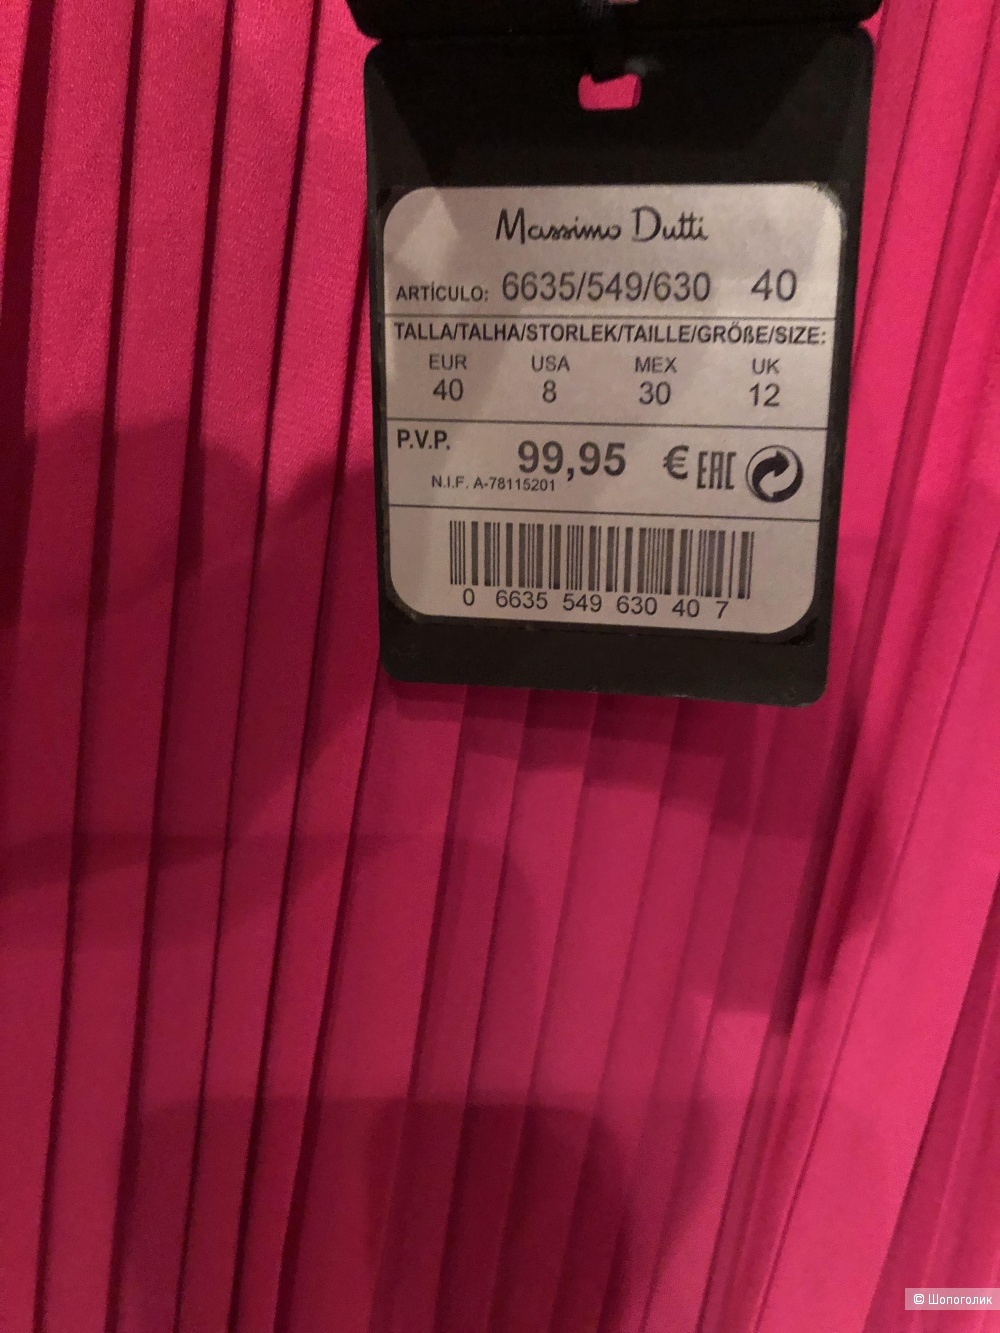 Massimo Dutti
ARTÍCULO: 6635/549/630 40
TALLA/TALHA/STORLEK/TAILLE/GRÖßE/SIZE:
EUR USA MEX UK
40 8 30 12
P.V.P. 99,95 € EAC
N.I.F. A-78115201
0 6635 549 630 40 7
© Шопоголик